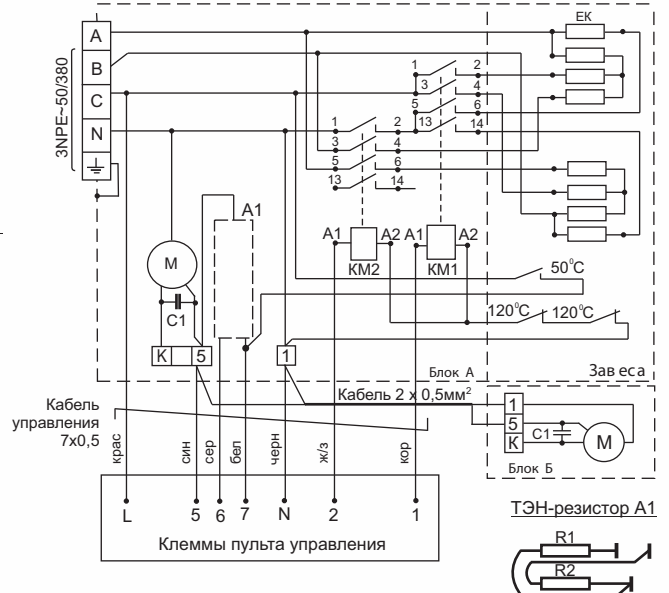 3NPE~50/380
A
B
C
N
ЕК
1
2
3
4
5
6
13
14
1
2
3
4
5
6
13
14
A1
M
C1
A1
A2
КМ2
A1
A2
КМ1
50°C
120°C
120°C
K
5
1
Блок А
Завеса
Кабель 2 х 0,5мм²
Кабель
управления
7х0,5
крас
син
сер
бел
черн
ж/з
кор
1
5
K
C1
M
Блок Б
L
5
6
7
N
2
1
Клеммы пульта управления
ТЭН-резистор А1
R1
R2